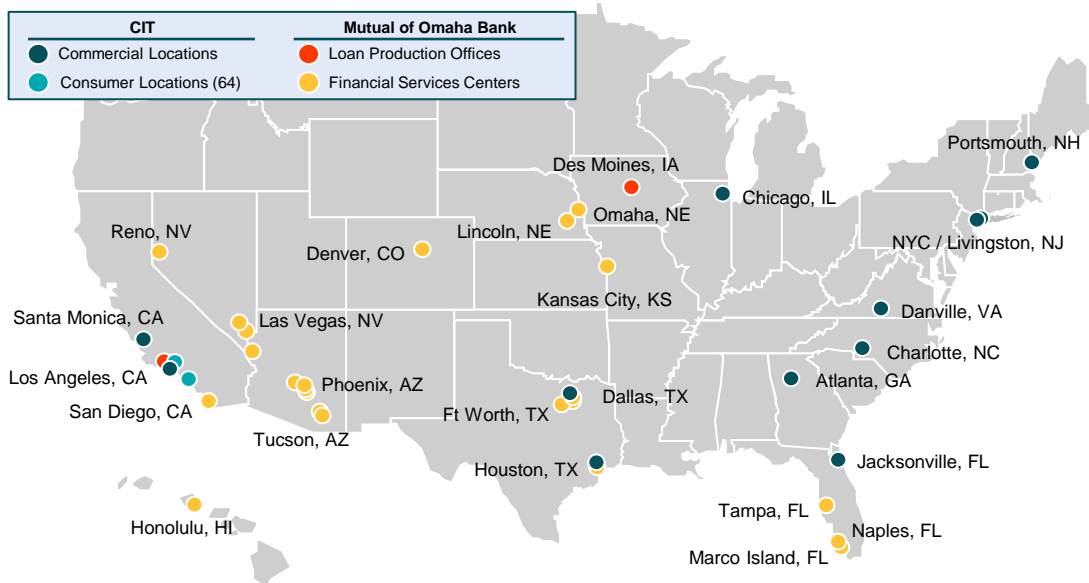 CIT
Mutual of Omaha Bank
Commercial Locations
Loan Production Offices
Consumer Locations (64)
Financial Services Centers
Portsmouth, NH
Des Moines, IA
Chicago, IL
Omaha, NE
Lincoln, NE
Reno, NV
Denver, CO
NYC / Livingston, NJ
Kansas City, KS
Danville, VA
Santa Monica, CA
Las Vegas, NV
Charlotte, NC
Los Angeles, CA
Phoenix, AZ
Atlanta, GA
Dallas, TX
San Diego, CA
Ft Worth, TX
Tucson, AZ
Houston, TX
Jacksonville, FL
Tampa, FL
Honolulu, HI
Naples, FL
Marco Island, FL